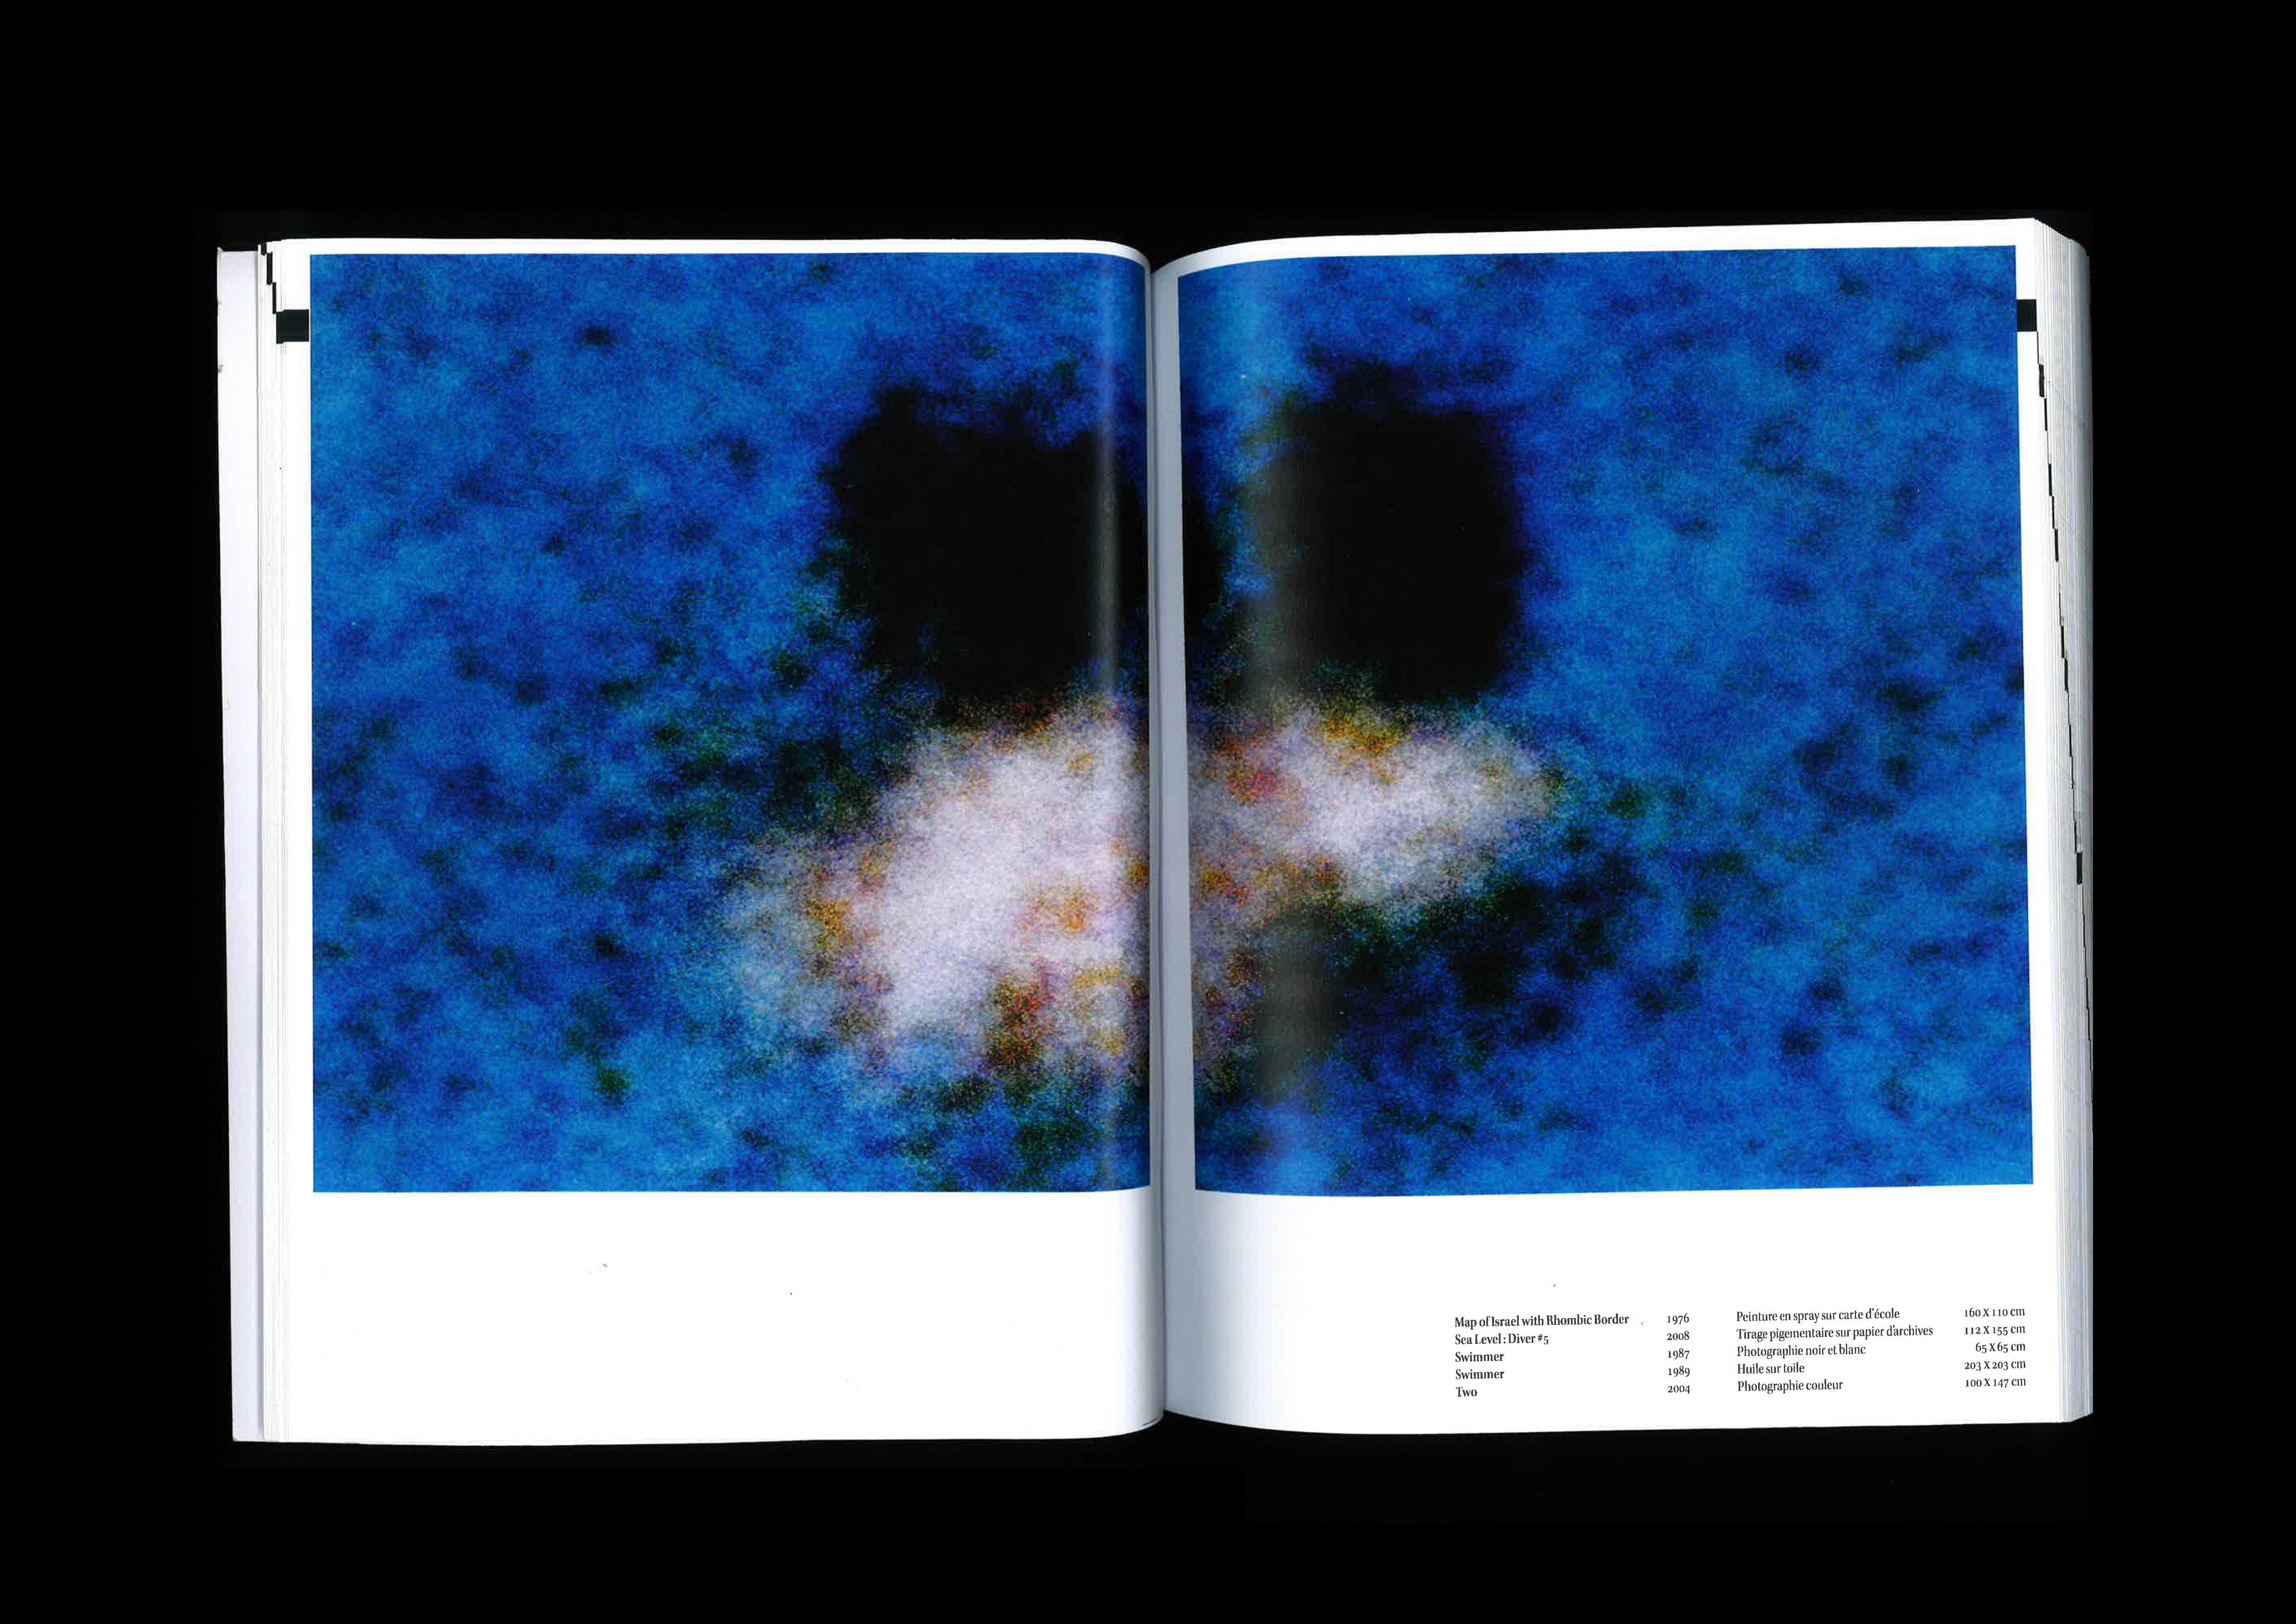 Map of Israel with Rhombic Border 1976 Peinture en spray sur carte d'école 160 X 110 cm
Sea Level : Diver #5 2008 Tirage pigementaire sur papier d'archives 112 X 155 cm
Swimmer 1987 Photographie noir et blanc 65 X 65 cm
Swimmer 1989 Huile sur toile 203 X 203 cm
Two 2004 Photographie couleur 100 X 147 cm